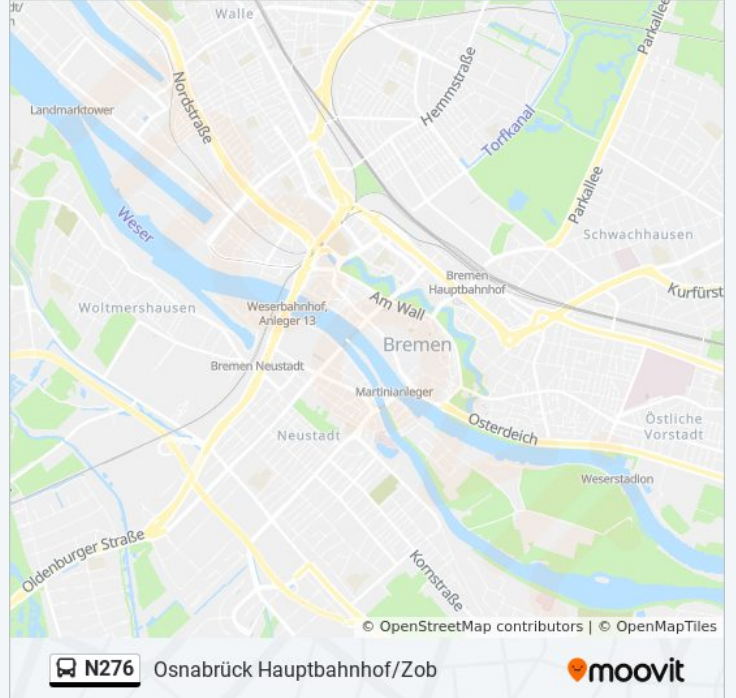 dt/
Walle
Parkallee
Hemmstraße
Nordstraße
Landmarktower
Torfkanal
Parkallee
Weser
Schwachhausen
Bremen
Hauptbahnhof
Kurfürst
Woltmershausen
Weserbahnhof,
Anleger 13
Am Wall
Bremen
Bremen Neustadt
Martinianleger
Östliche
Vorstadt
Neustadt
Osterdeich
Weserstadion
Oldenburger Straße
Kornstraße
© OpenStreetMap contributors | © OpenMapTiles
N276 Osnabrück Hauptbahnhof/Zob
moovit